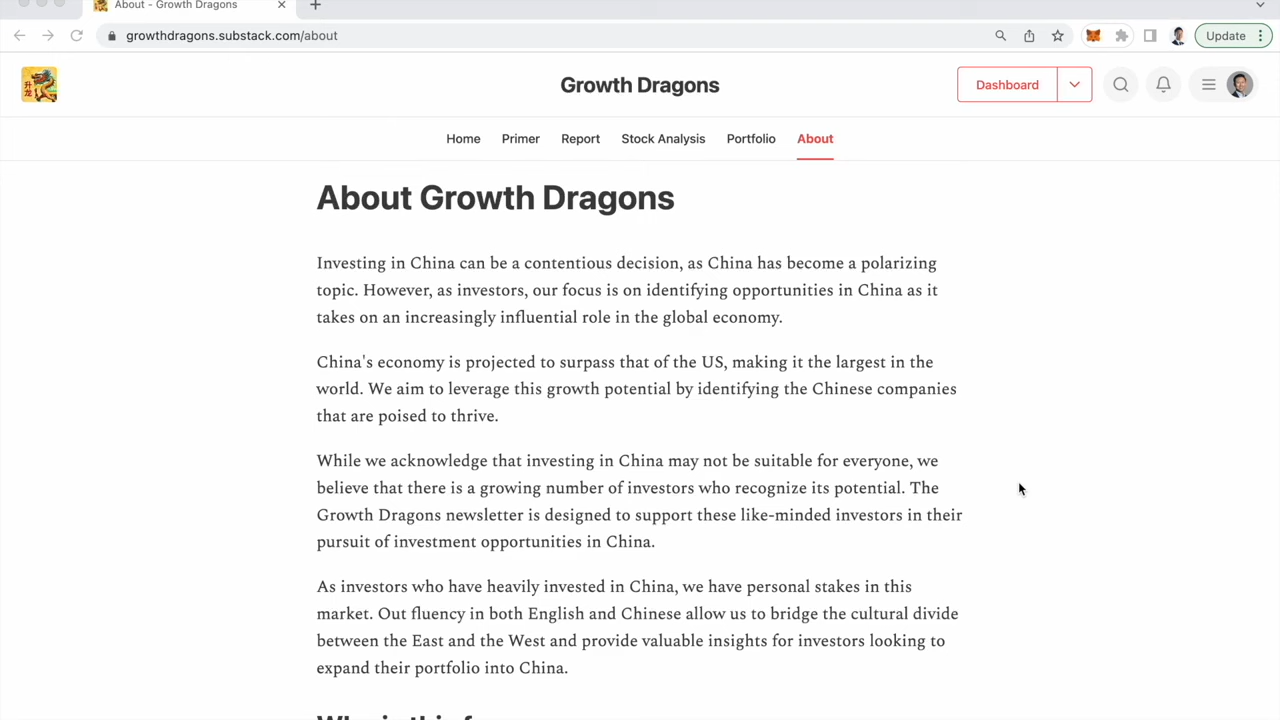 About - Growth Dragons
growthdragons.substack.com/about
Update
升
龙
Growth Dragons
Dashboard
Home Primer Report Stock Analysis Portfolio About
About Growth Dragons
Investing in China can be a contentious decision, as China has become a polarizing
topic. However, as investors, our focus is on identifying opportunities in China as it
takes on an increasingly influential role in the global economy.
China's economy is projected to surpass that of the US, making it the largest in the
world. We aim to leverage this growth potential by identifying the Chinese companies
that are poised to thrive.
While we acknowledge that investing in China may not be suitable for everyone, we
believe that there is a growing number of investors who recognize its potential. The
Growth Dragons newsletter is designed to support these like-minded investors in their
pursuit of investment opportunities in China.
As investors who have heavily invested in China, we have personal stakes in this
market. Out fluency in both English and Chinese allow us to bridge the cultural divide
between the East and the West and provide valuable insights for investors looking to
expand their portfolio into China.